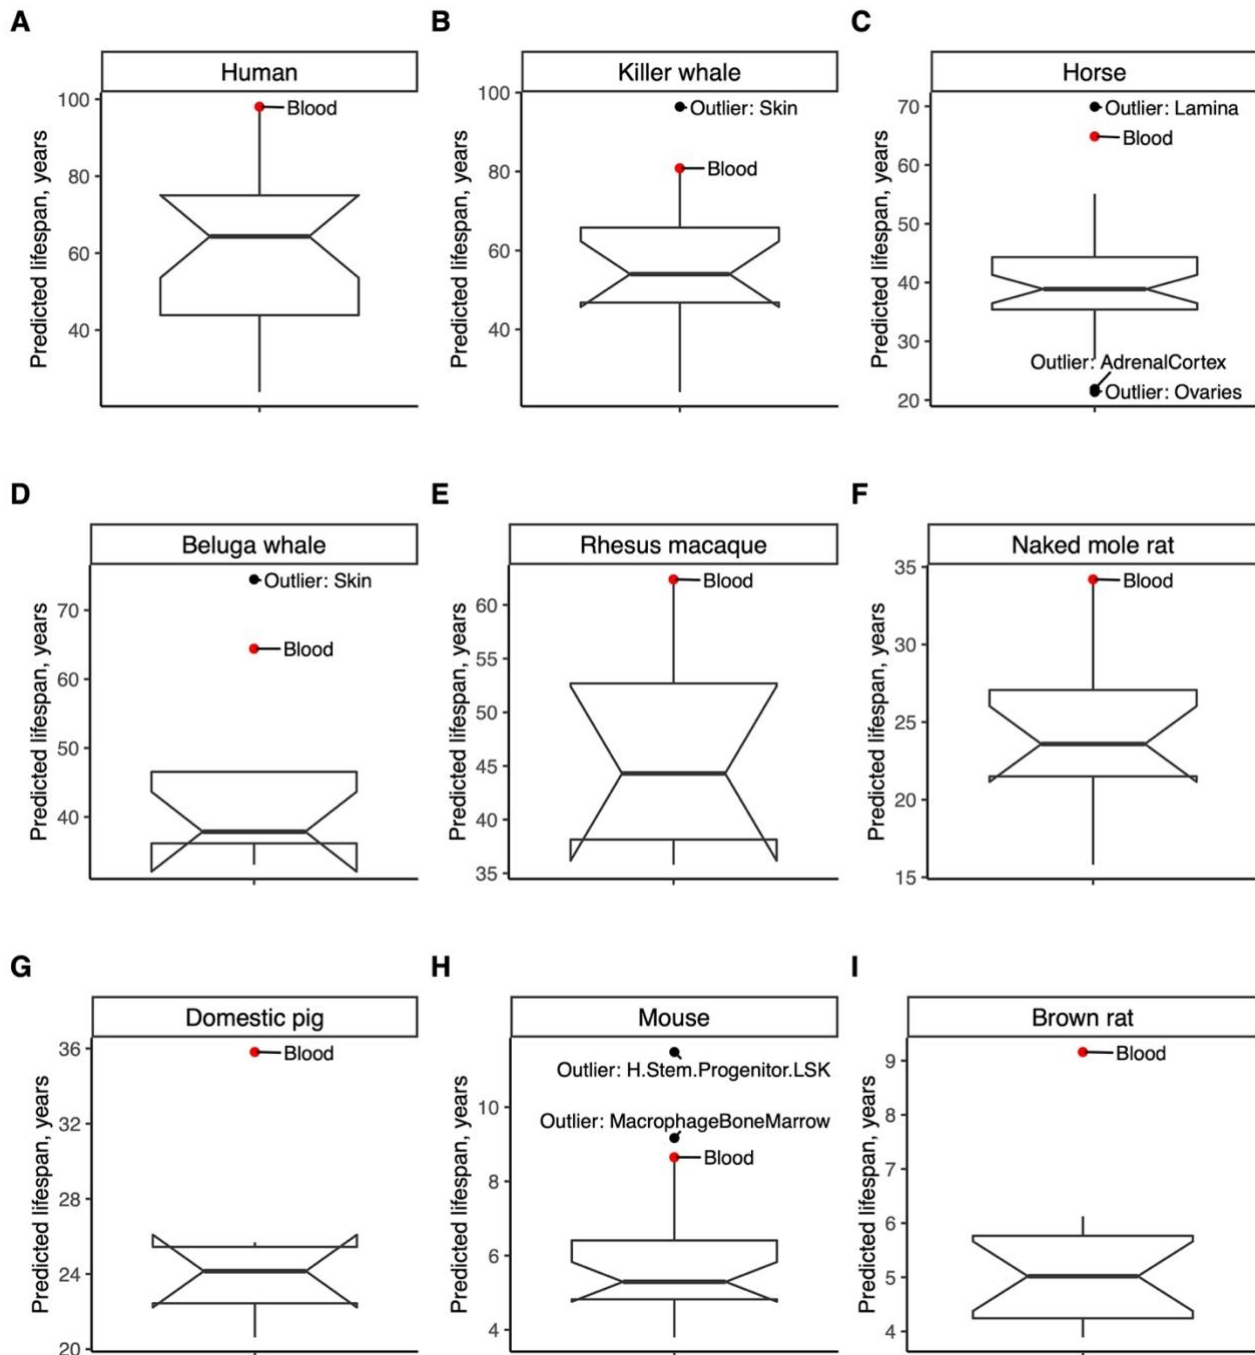 A
Human
Predicted lifespan, years
100
80
60
40
Blood
B
Killer whale
Predicted lifespan, years
100
80
60
40
Outlier: Skin
Blood
C
Horse
Predicted lifespan, years
70
60
50
40
30
20
Outlier: Lamina
Blood
Outlier: AdrenalCortex
Outlier: Ovaries
D
Beluga whale
Predicted lifespan, years
70
60
50
40
Outlier: Skin
Blood
E
Rhesus macaque
Predicted lifespan, years
60
55
50
45
40
35
Blood
F
Naked mole rat
Predicted lifespan, years
35
30
25
20
15
Blood
G
Domestic pig
Predicted lifespan, years
36
32
28
24
20
Blood
H
Mouse
Predicted lifespan, years
10
8
6
4
Outlier: H.Stem.Progenitor.LSK
Outlier: MacrophageBoneMarrow
Blood
I
Brown rat
Predicted lifespan, years
9
8
7
6
5
4
Blood